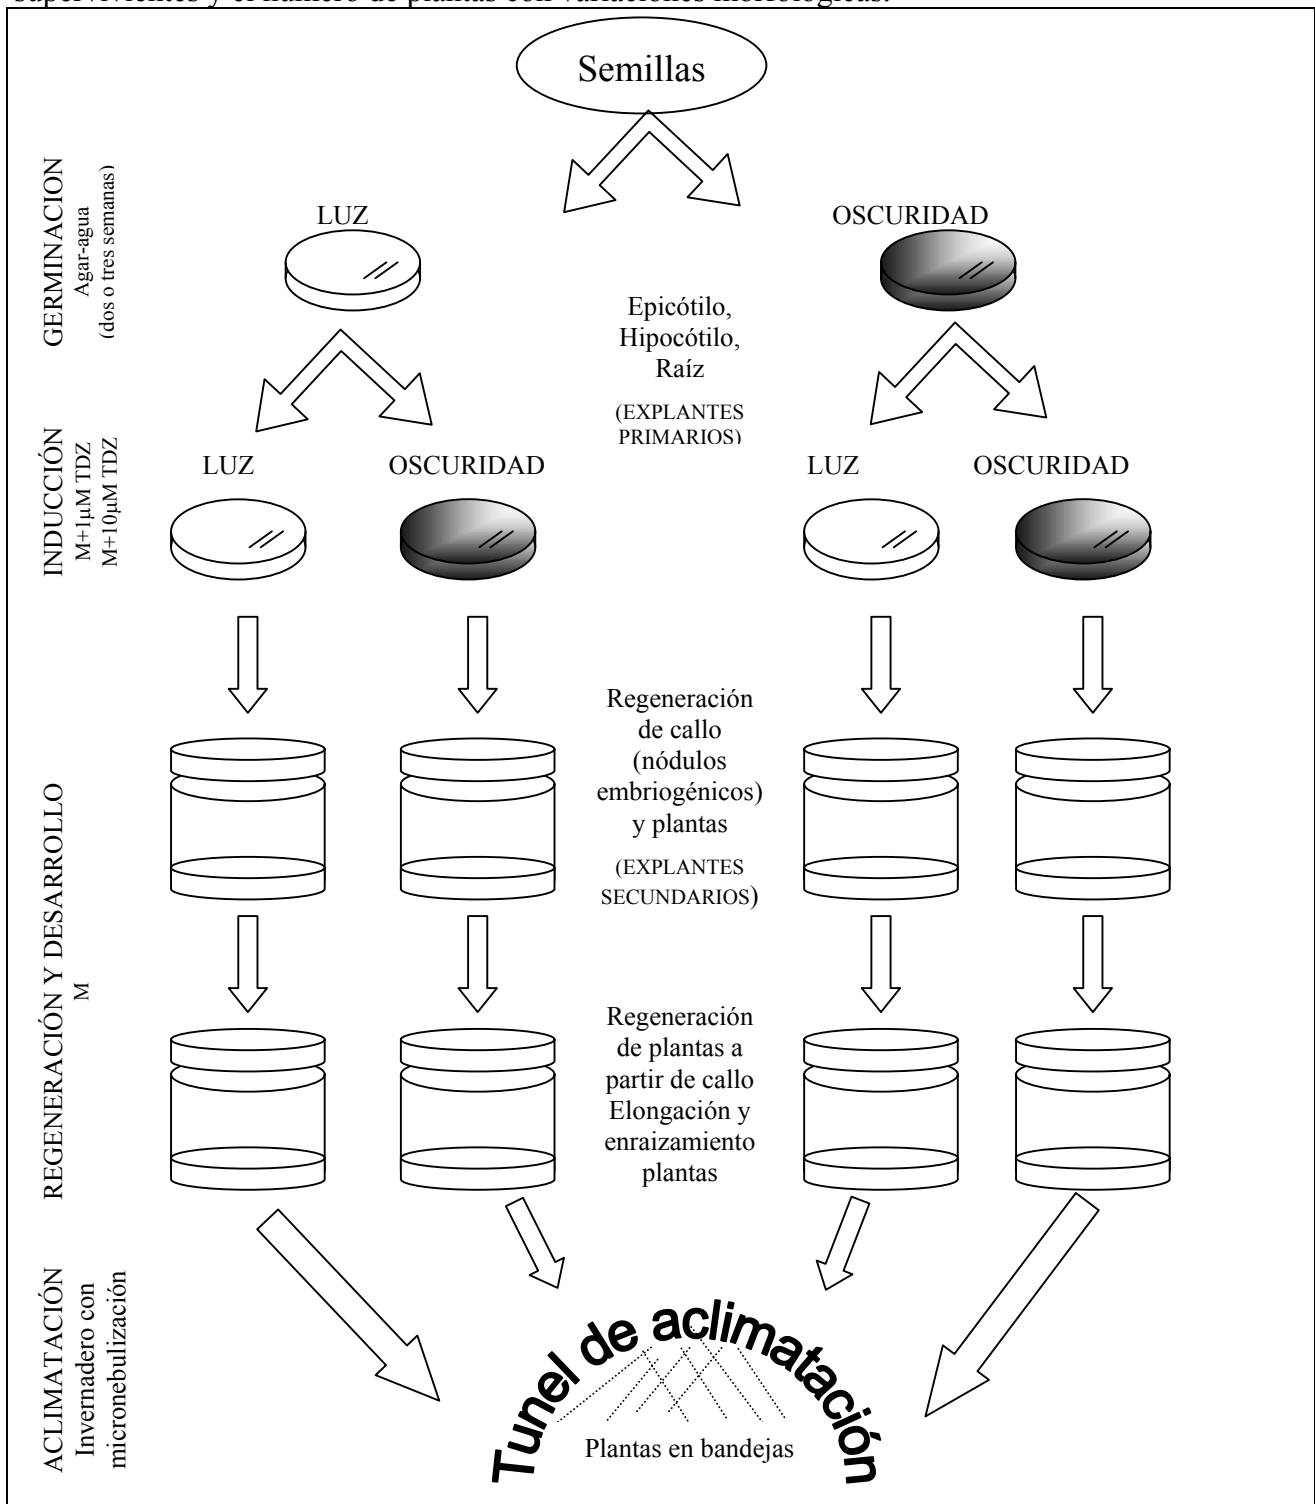 supervivientes y el número de plantas con variaciones morfológicas.
Semillas
GERMINACION
Agar-agua
(dos o tres semanas)
LUZ
OSCURIDAD
Epicótilo,
Hipocótilo,
Raíz
(EXPLANTES
PRIMARIOS)
INDUCCIÓN
M+1µM TDZ
M+10µM TDZ
LUZ
OSCURIDAD
LUZ
OSCURIDAD
REGENERACIÓN Y DESARROLLO
M
Regeneración
de callo
(nódulos
embriogénicos)
y plantas
(EXPLANTES
SECUNDARIOS)
Regeneración
de plantas a
partir de callo
Elongación y
enraizamiento
plantas
ACLIMATACIÓN
Invernadero con
micronebulización
Tunel de aclimatación
Plantas en bandejas